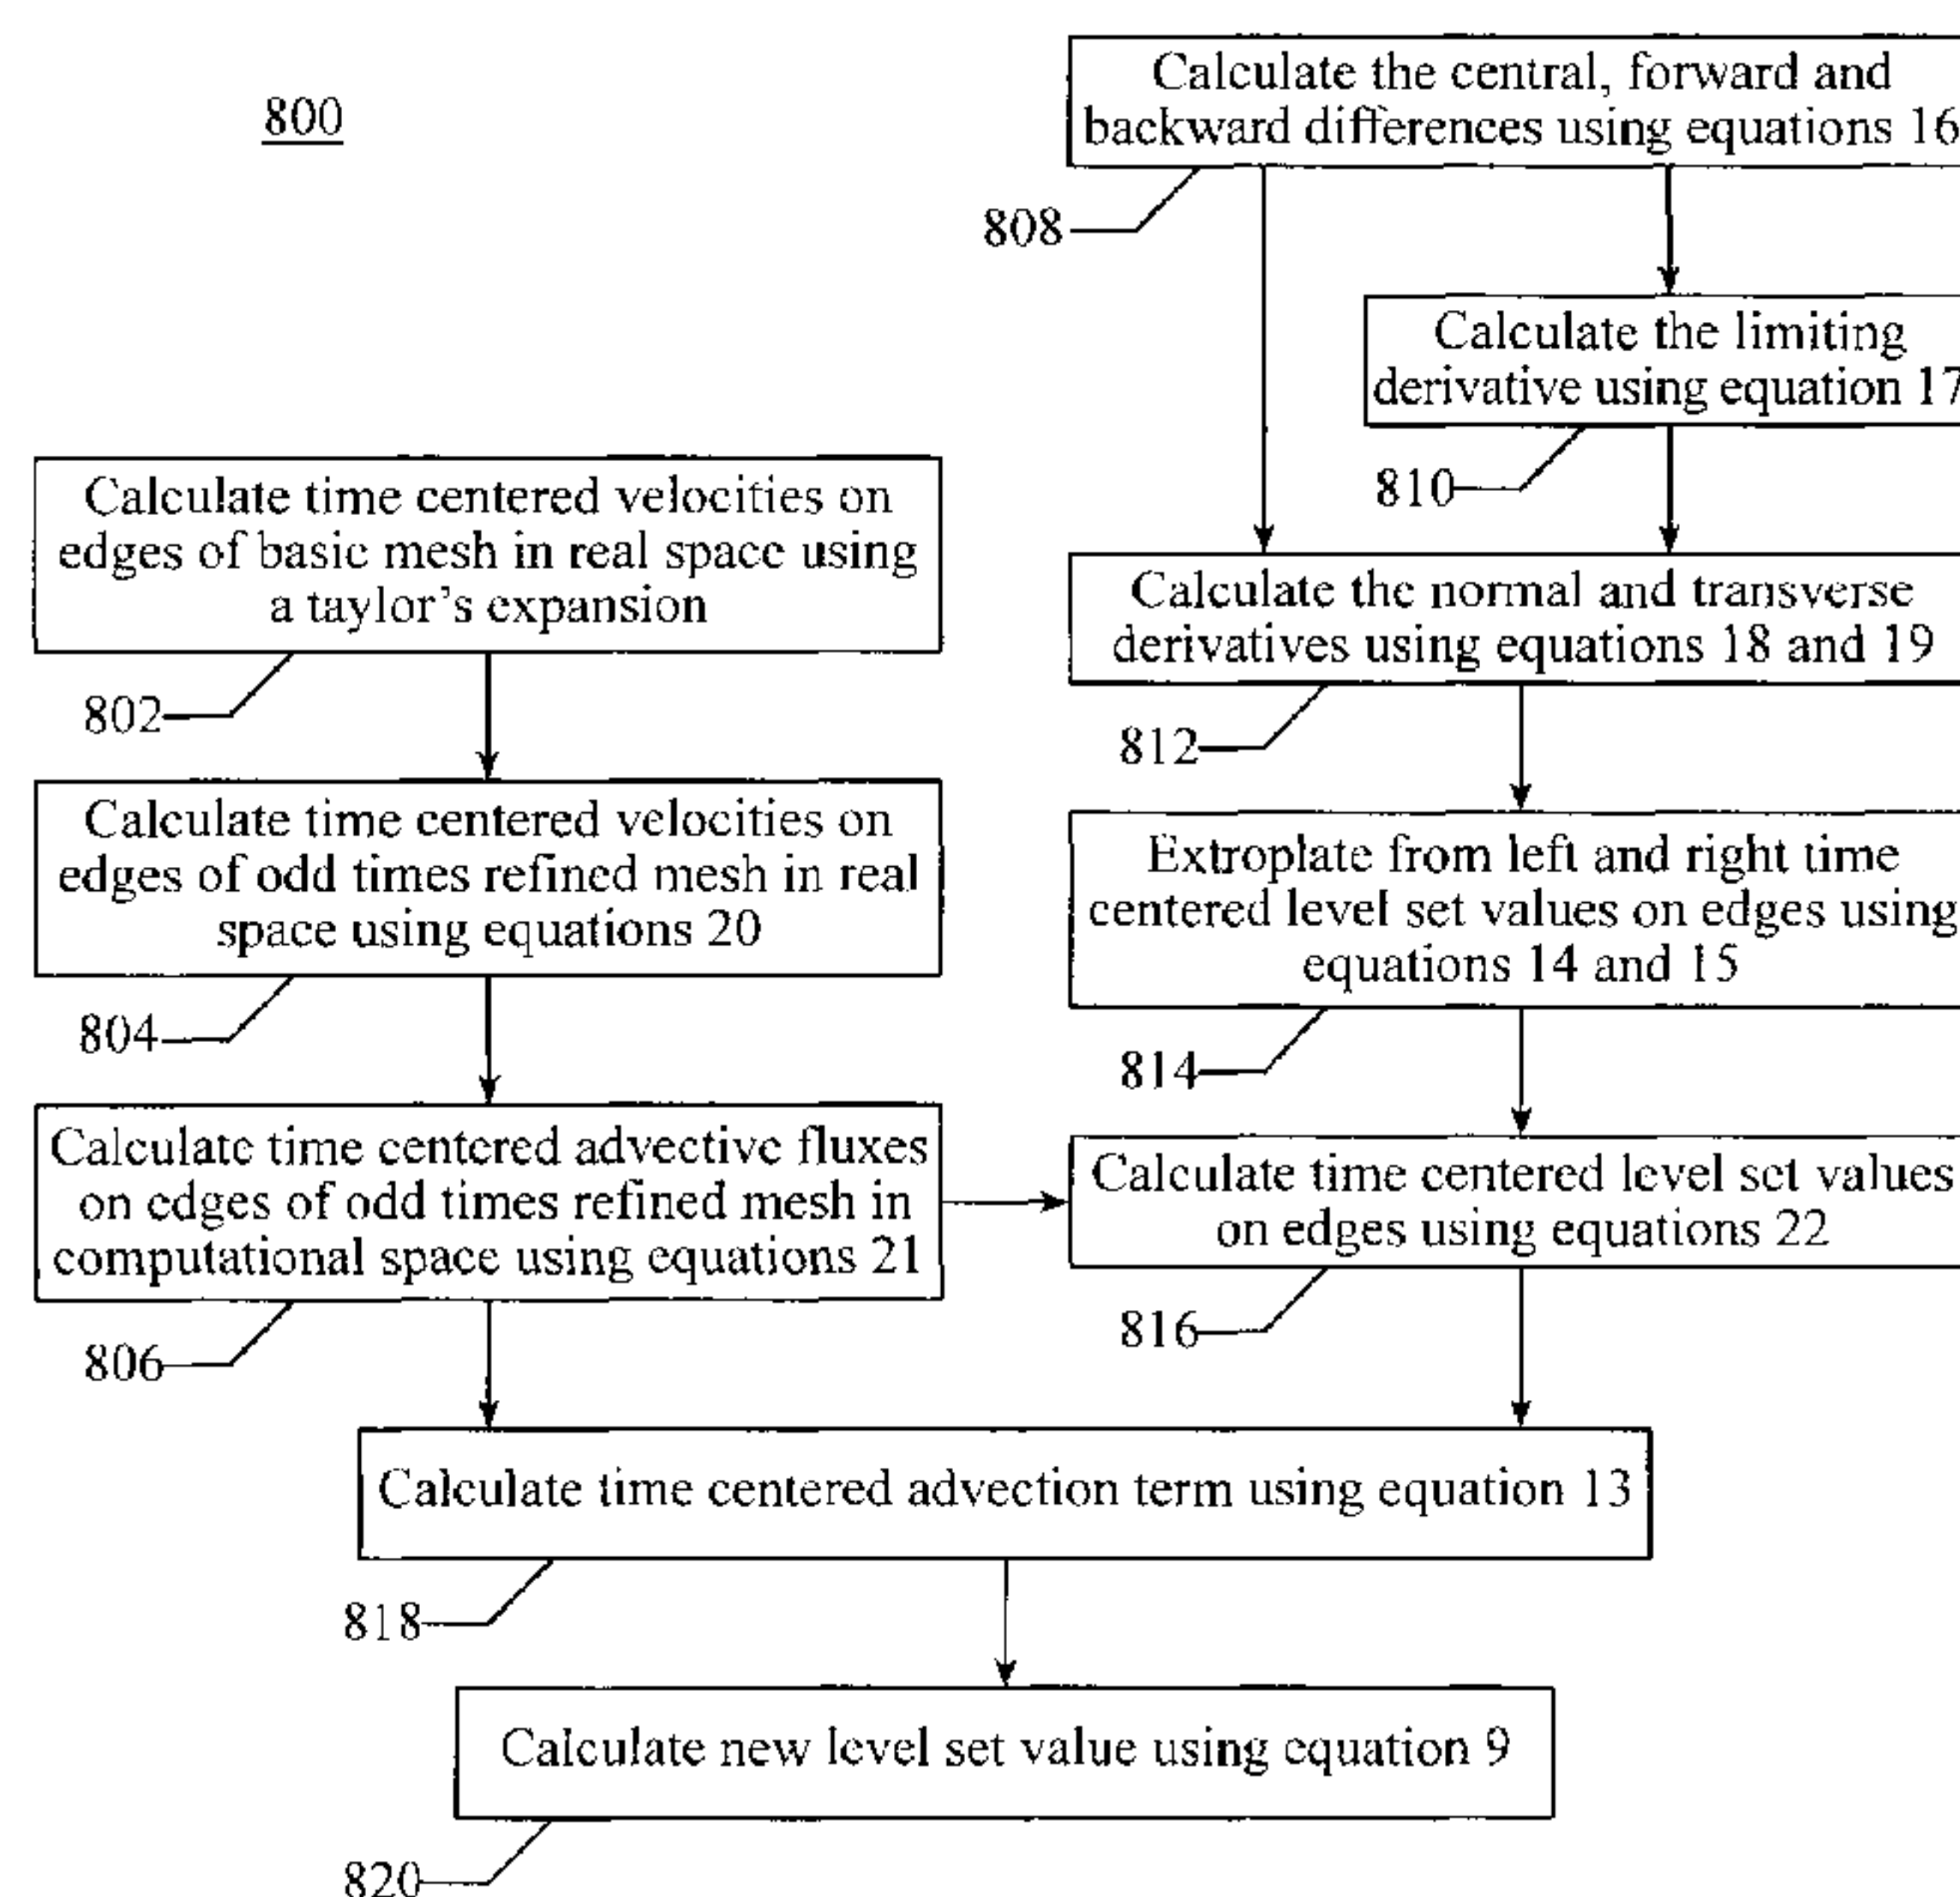 800
Calculate the central, forward and
backward differences using equations 16
808
Calculate the limiting
derivative using equation 17
810
Calculate time centered velocities on
edges of basic mesh in real space using
a taylor's expansion
802
Calculate the normal and transverse
derivatives using equations 18 and 19
812
Calculate time centered velocities on
edges of odd times refined mesh in real
space using equations 20
804
Extroplate from left and right time
centered level set values on edges using
equations 14 and 15
814
Calculate time centered advective fluxes
on edges of odd times refined mesh in
computational space using equations 21
806
Calculate time centered level set values
on edges using equations 22
816
Calculate time centered advection term using equation 13
818
Calculate new level set value using equation 9
820